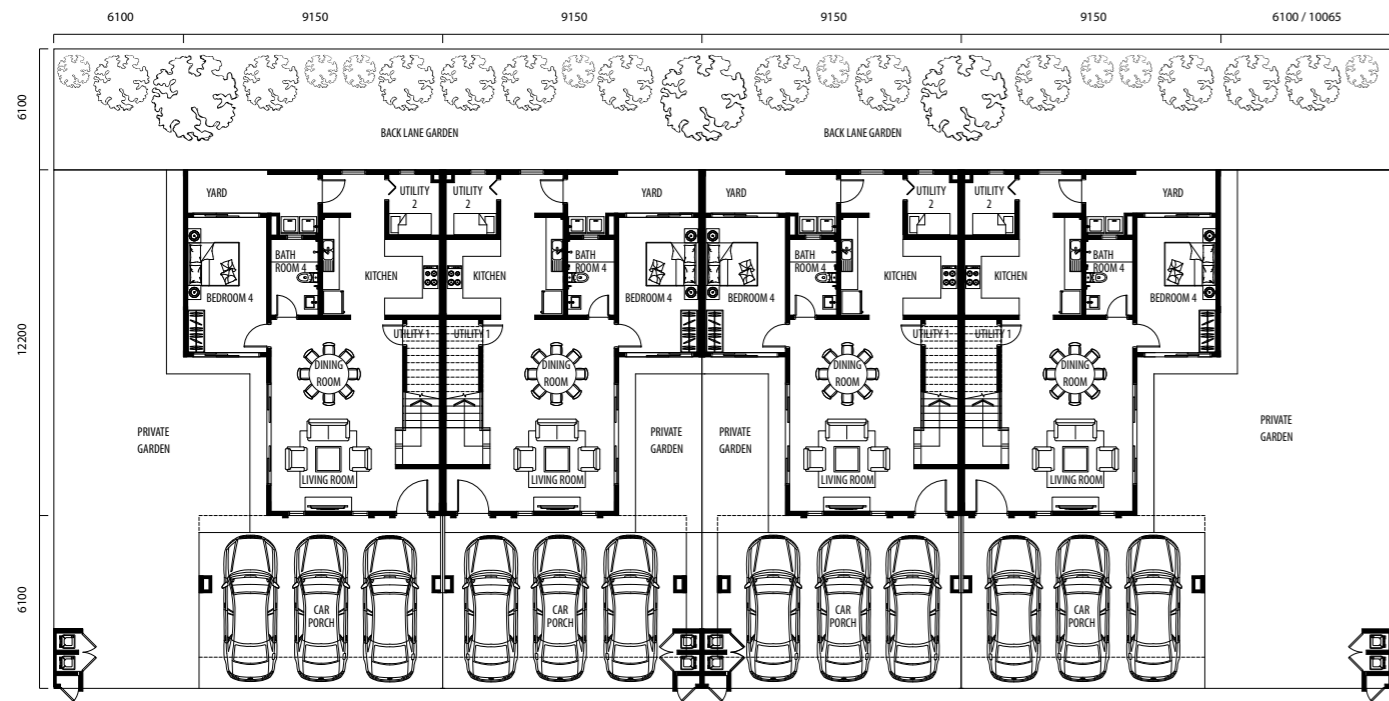 6100
9150
9150
9150
9150
6100 / 10065
6100
12200
6100
BACK LANE GARDEN
BACK LANE GARDEN
YARD
UTILITY
2
UTILITY
2
YARD
YARD
UTILITY
2
UTILITY
2
YARD
BATH
ROOM 4
BATH
ROOM 4
BATH
ROOM 4
BATH
ROOM 4
KITCHEN
KITCHEN
KITCHEN
KITCHEN
BEDROOM 4
BEDROOM 4
BEDROOM 4
BEDROOM 4
UTILITY 1
UTILITY 1
UTILITY 1
UTILITY 1
DINING
ROOM
DINING
ROOM
DINING
ROOM
DINING
ROOM
PRIVATE
GARDEN
PRIVATE
GARDEN
PRIVATE
GARDEN
PRIVATE
GARDEN
LIVING ROOM
LIVING ROOM
LIVING ROOM
LIVING ROOM
CAR
PORCH
CAR
PORCH
CAR
PORCH
CAR
PORCH